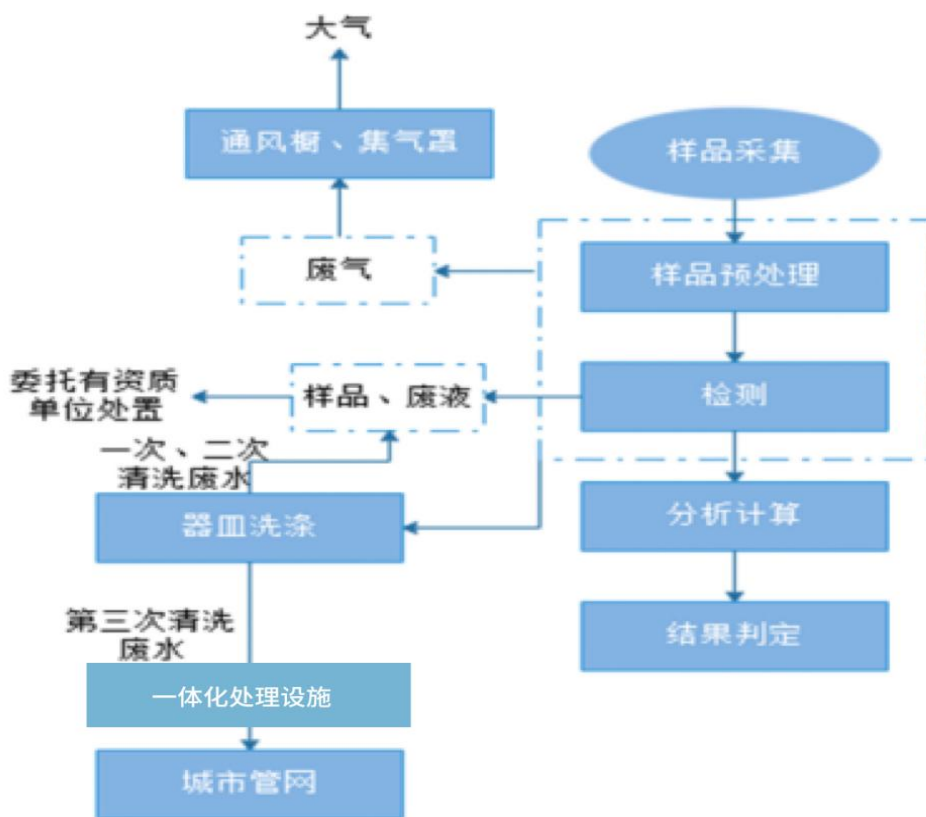 大气
通风橱、集气罩
样品采集
废气
样品预处理
委托有资质
单位处置
样品、废液
检测
一次、二次
清洗废水
器皿洗涤
分析计算
第三次清洗
废水
结果判定
一体化处理设施
城市管网